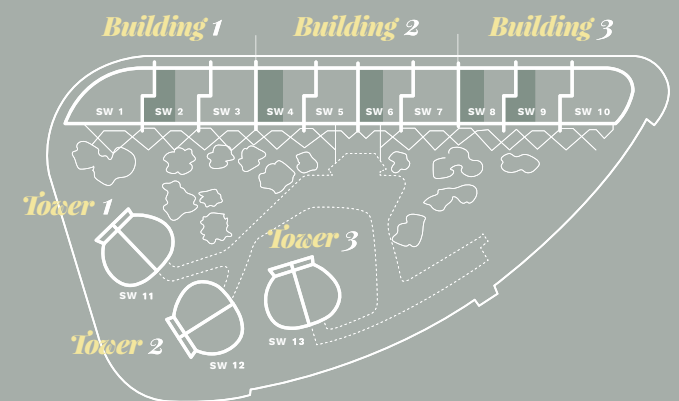 Building 1
Building 2
Building 3
SW 1
SW 2
SW 3
SW 4
SW 5
SW 6
SW 7
SW 8
SW 9
SW 10
Tower 1
Tower 3
SW 11
Tower 2
SW 13
SW 12